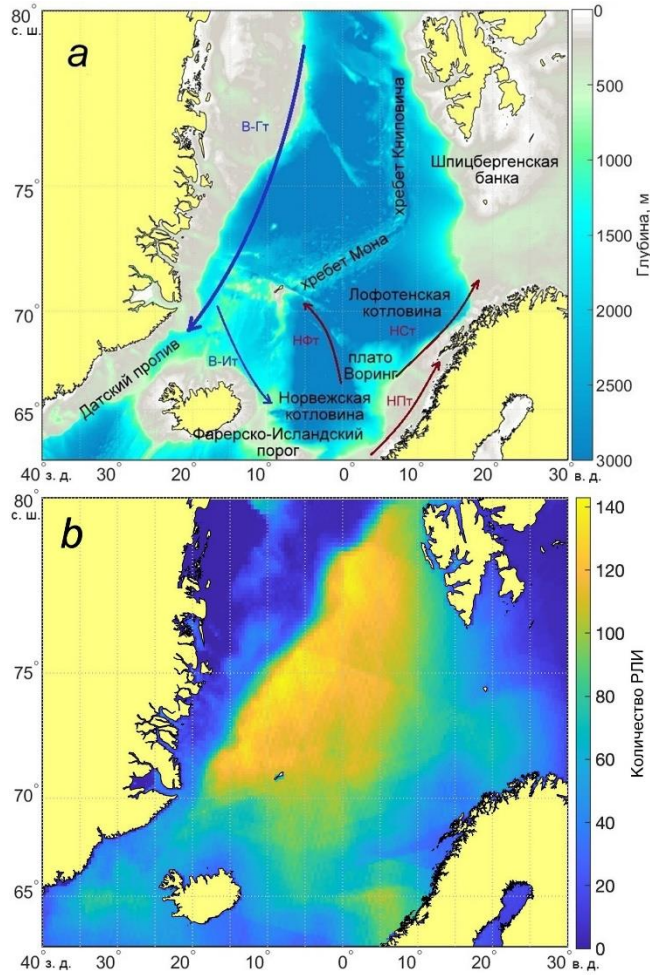 80°
с. ш.
a
В-Гт
хребет Книповича
Шпицбергенская
банка
75°
хребет Мона
Лофотенская
котловина
70°
НФт
НСт
плато
Воринг
Датский пролив
В-Ит
Норвежская
котловина
НПт
65°
Фарерско-Исландский
порог
40° 30° 20° 10° 0° 10° 20° 30°
з. д. в. д.
0
500
1000
1500
2000
2500
3000
Глубина, м
80°
с. ш.
b
75°
70°
65°
40° 30° 20° 10° 0° 10° 20° 30°
з. д. в. д.
140
120
100
80
60
40
20
0
Количество РЛИ